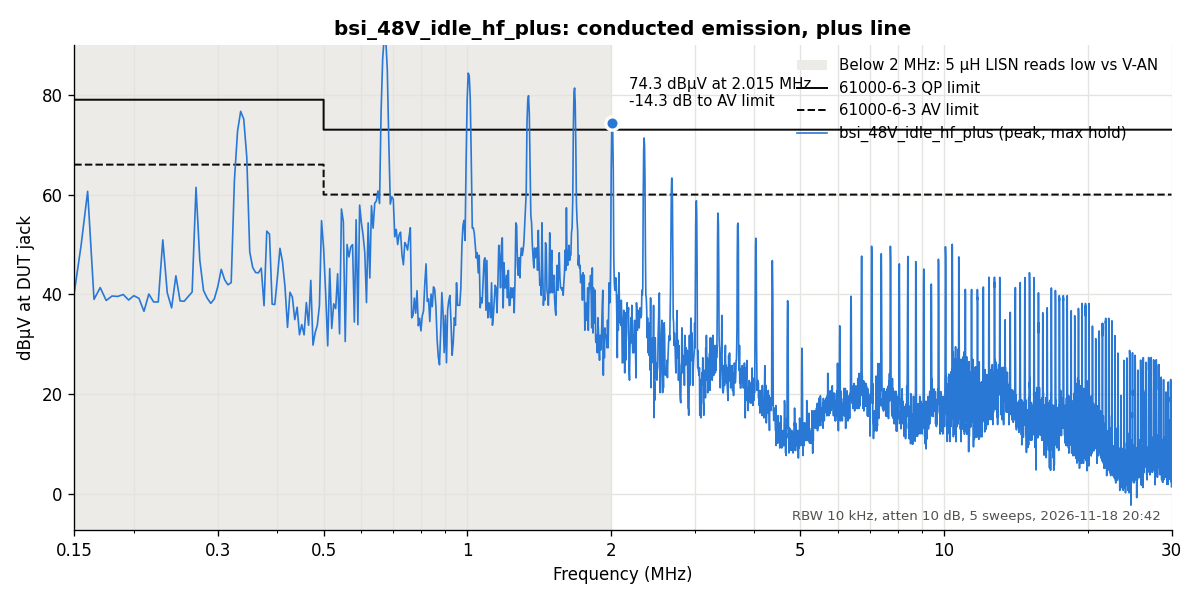 bsi_48V_idle_hf_plus: conducted emission, plus line
74.3 dBµV at 2.015 MHz
-14.3 dB to AV limit
Below 2 MHz: 5 µH LISN reads low vs V-AN
61000-6-3 QP limit
61000-6-3 AV limit
bsi_48V_idle_hf_plus (peak, max hold)
dBµV at DUT jack
80
60
40
20
0
RBW 10 kHz, atten 10 dB, 5 sweeps, 2026-11-18 20:42
0.15 0.3 0.5 1 2 5 10 30
Frequency (MHz)